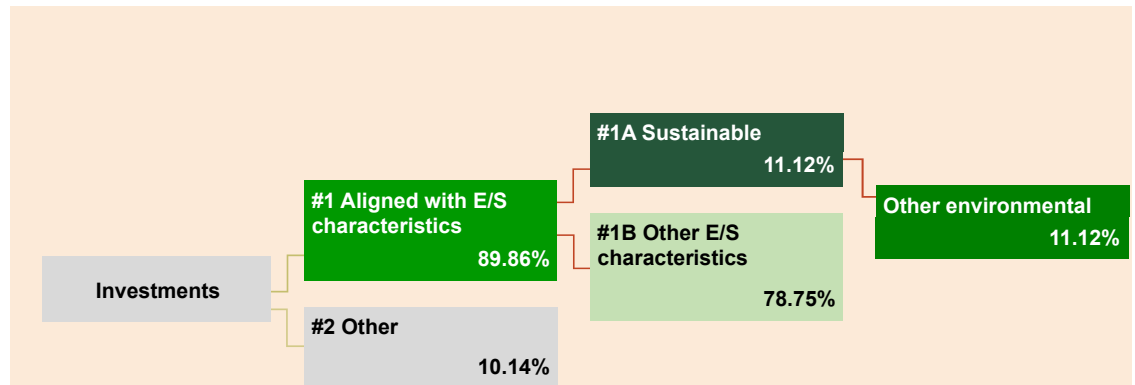 Investments
#1 Aligned with E/S
characteristics
89.86%
#2 Other
10.14%
#1A Sustainable
11.12%
#1B Other E/S
characteristics
78.75%
Other environmental
11.12%